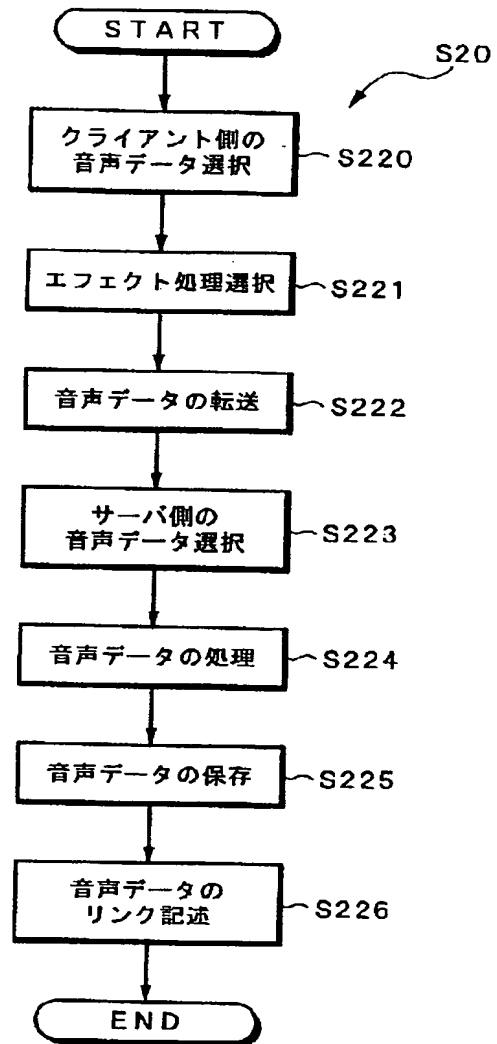 START
S20
クライアント側の
音声データ選択
S220
エフェクト処理選択
S221
音声データの転送
S222
サーバ側の
音声データ選択
S223
音声データの処理
S224
音声データの保存
S225
音声データの
リンク記述
S226
END